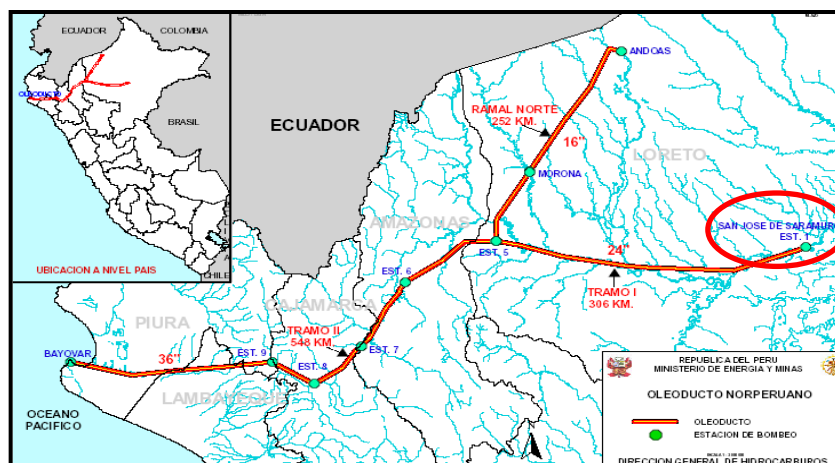 ECUADOR
COLOMBIA
OLEODUCTO
BRASIL
CHILE
UBICACION A NIVEL PAIS
ECUADOR
ANDOAS
RAMAL NORTE
252 KM.
16"
LORETO
MORONA
AMAZONAS
SAN JOSE DE SARAMURO
EST. 1
EST. 5
24"
TRAMO I
306 KM.
EST. 6
CAJAMARCA
PIURA
TRAMO II
548 KM.
EST. 7
BAYOVAR
36"
EST. 9
EST. 8
LAMBAYEQUE
OCEANO
PACIFICO
REPUBLICA DEL PERU
MINISTERIO DE ENERGIA Y MINAS
OLEODUCTO NORPERUANO
OLEODUCTO
ESTACION DE BOMBEO
DIRECCION GENERAL DE HIDROCARBUROS